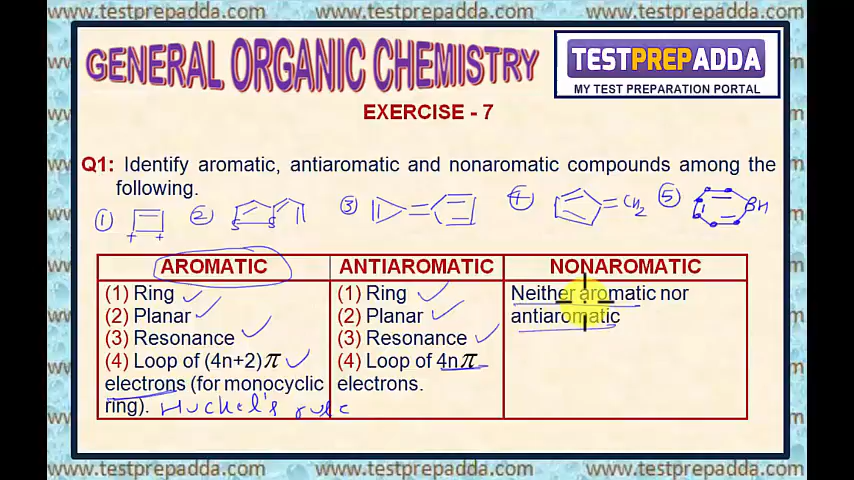 www.testprepadda.com www.testprepadda.com www.testprepadda.com
GENERAL ORGANIC CHEMISTRY
TESTPREPADDA
MY TEST PREPARATION PORTAL
EXERCISE - 7
Q1: Identify aromatic, antiaromatic and nonaromatic compounds among the
following.
① ② ③ ④ ⑤
+ + S S = =CH2 BH
AROMATIC ANTIAROMATIC NONAROMATIC
(1) Ring (1) Ring Neither aromatic nor
(2) Planar (2) Planar antiaromatic
(3) Resonance (3) Resonance
(4) Loop of (4n+2)π (4) Loop of 4nπ
electrons (for monocyclic electrons.
ring). Huckel's rule
www.testprepadda.com www.testprepadda.com www.testprepadda.com